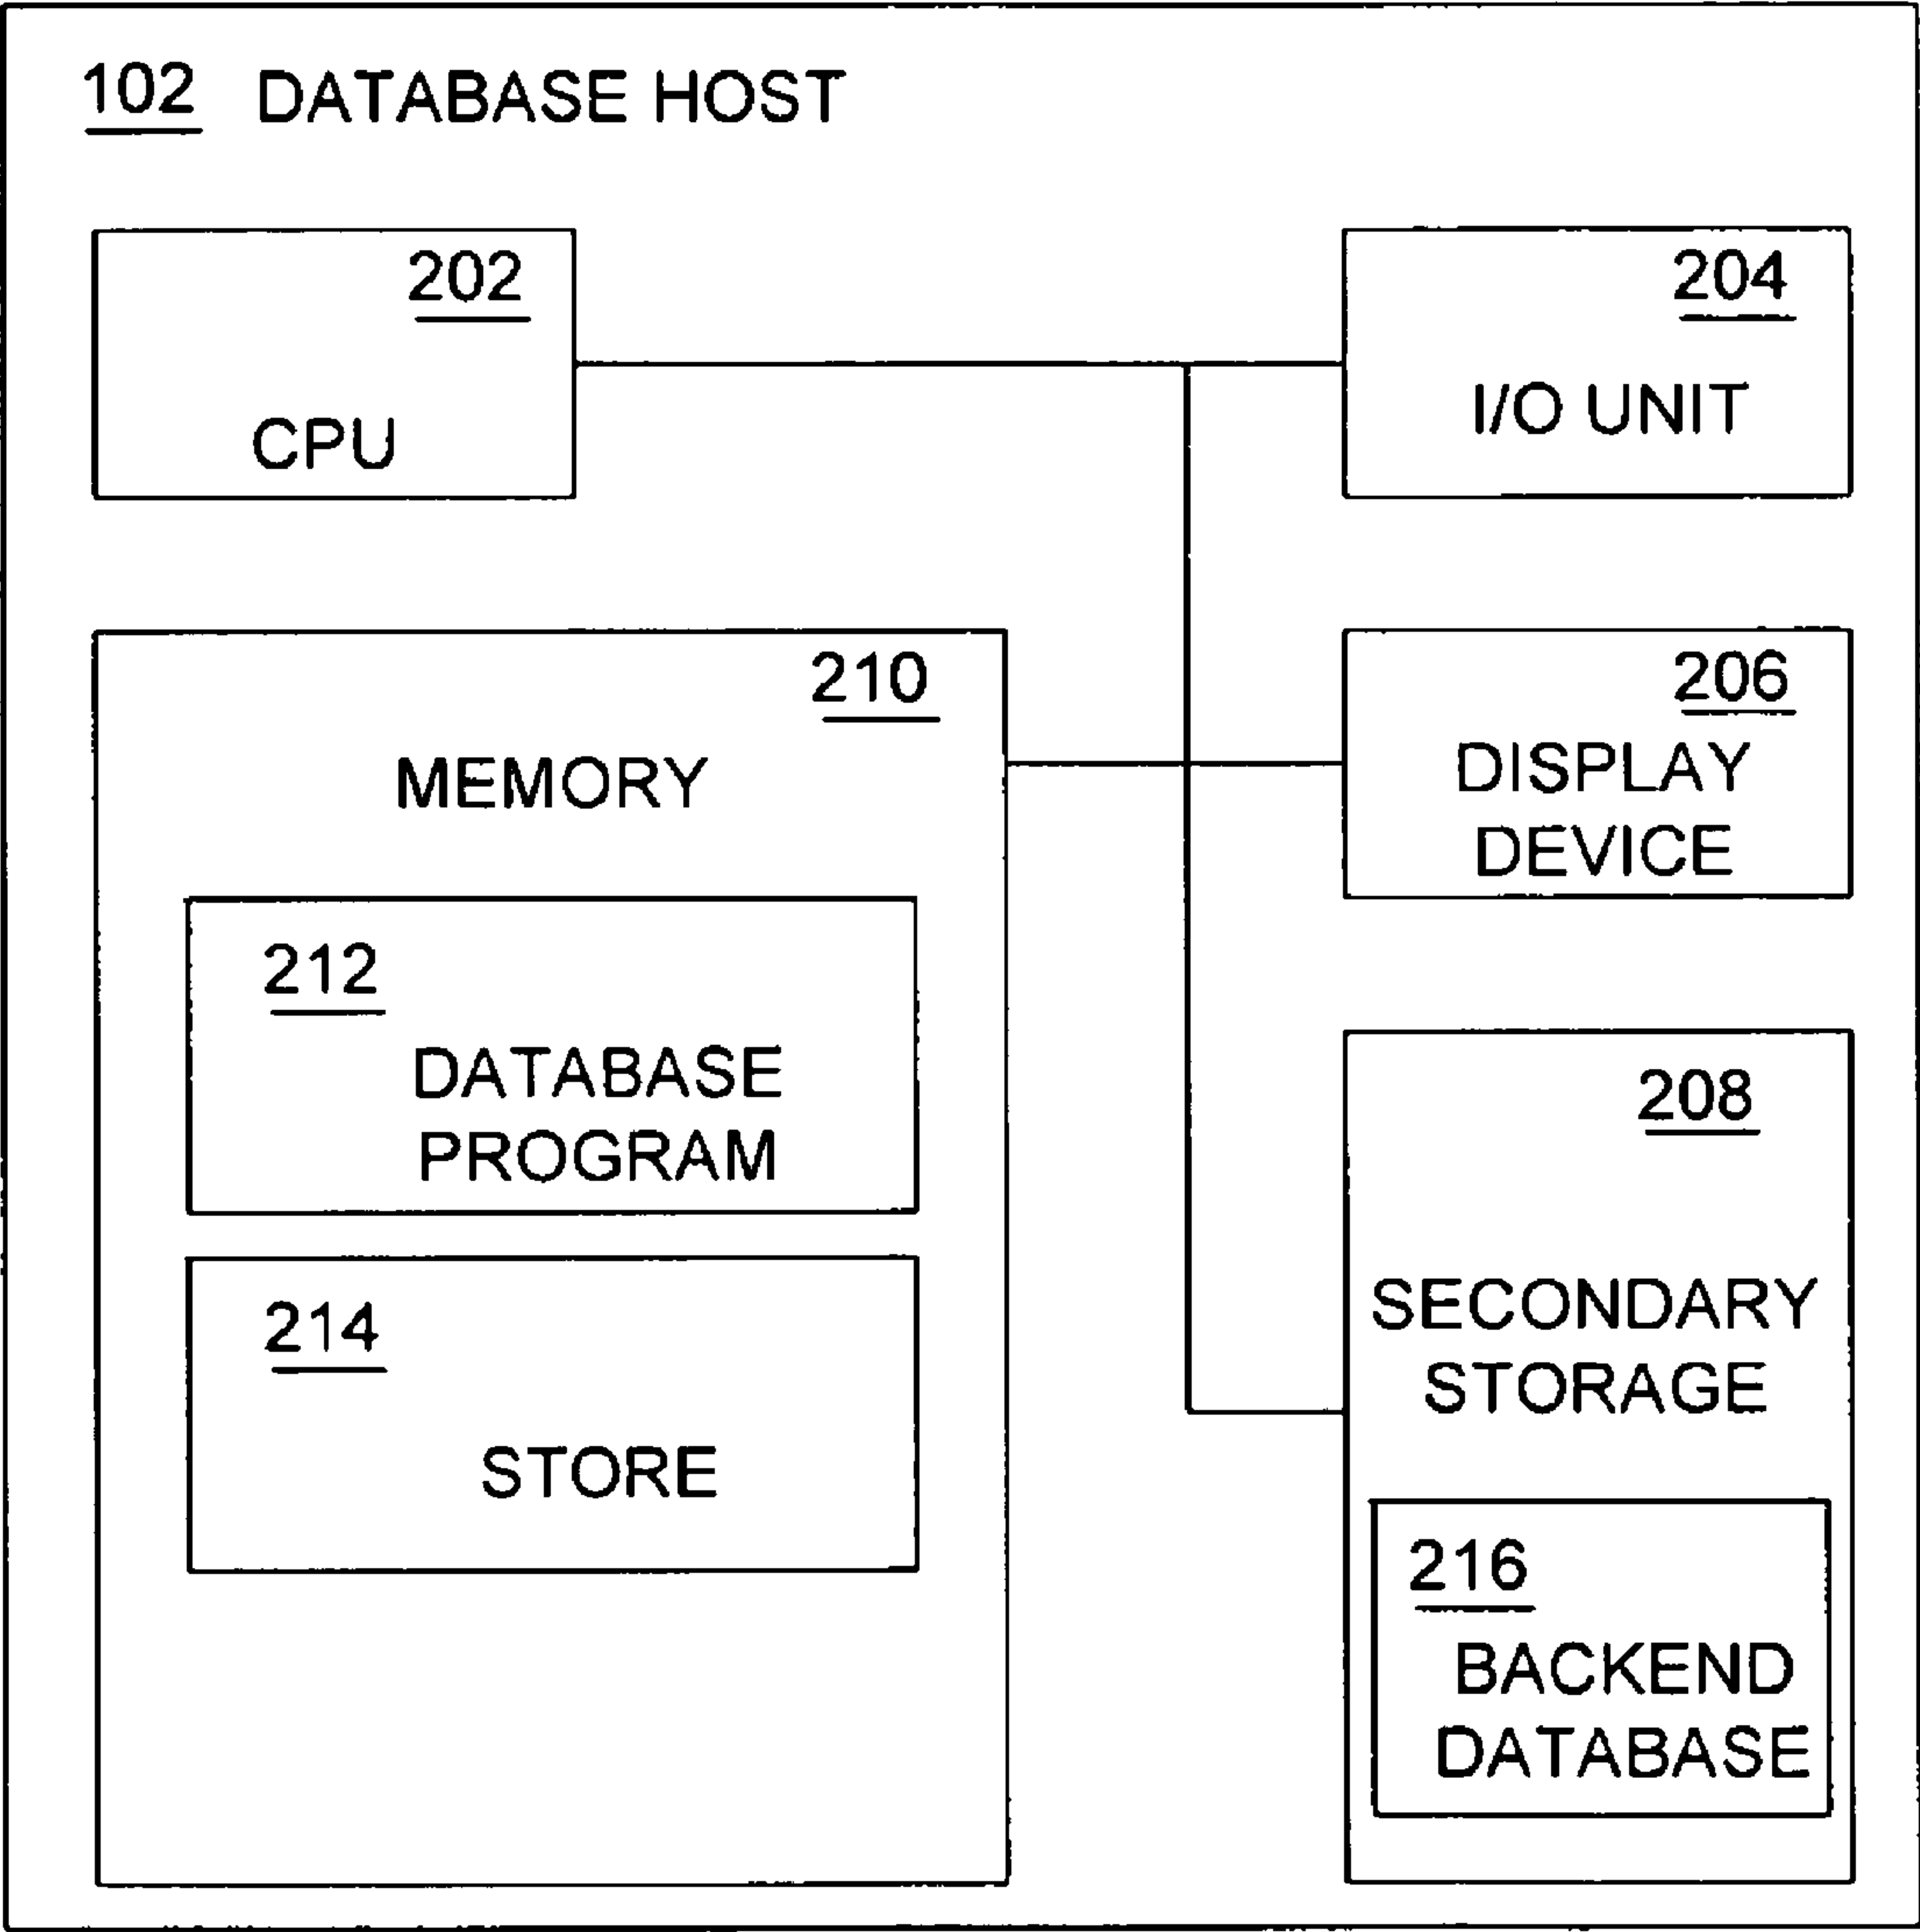 102 DATABASE HOST
202
CPU
204
I/O UNIT
210
MEMORY
212
DATABASE
PROGRAM
214
STORE
206
DISPLAY
DEVICE
208
SECONDARY
STORAGE
216
BACKEND
DATABASE